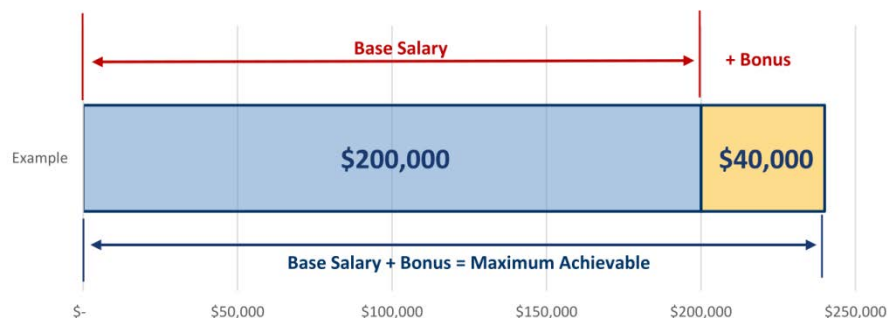 Base Salary
+ Bonus
Example
$200,000
$40,000
Base Salary + Bonus = Maximum Achievable
$-
$50,000
$100,000
$150,000
$200,000
$250,000